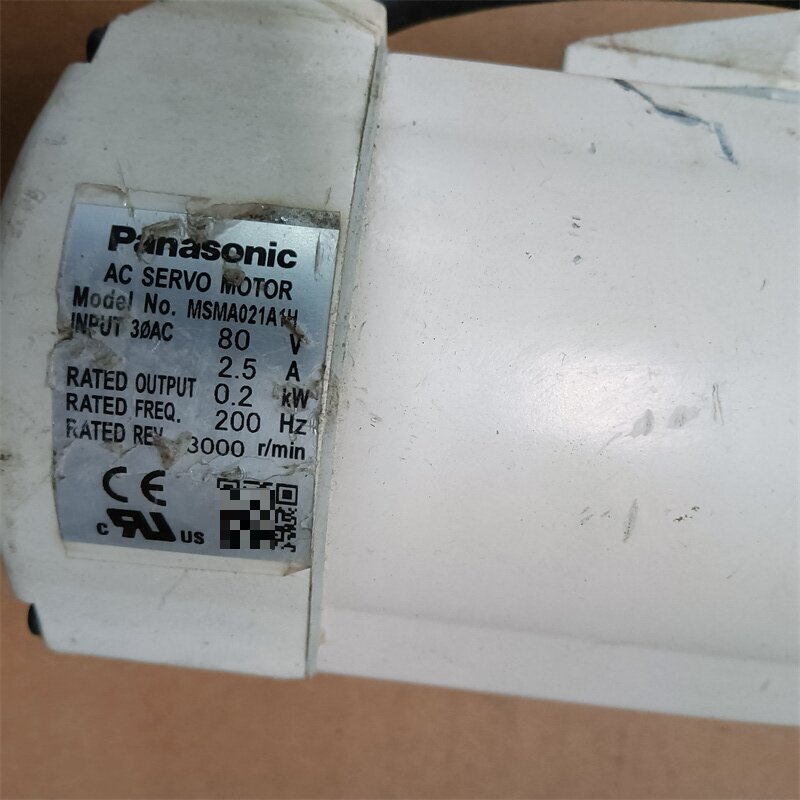 Panasonic
AC SERVO MOTOR
Model No. MSMA021A1H
INPUT 3øAC 80 V
2.5 A
RATED OUTPUT 0.2 kW
RATED FREQ. 200 Hz
RATED REV. 3000 r/min
CE
c RU US